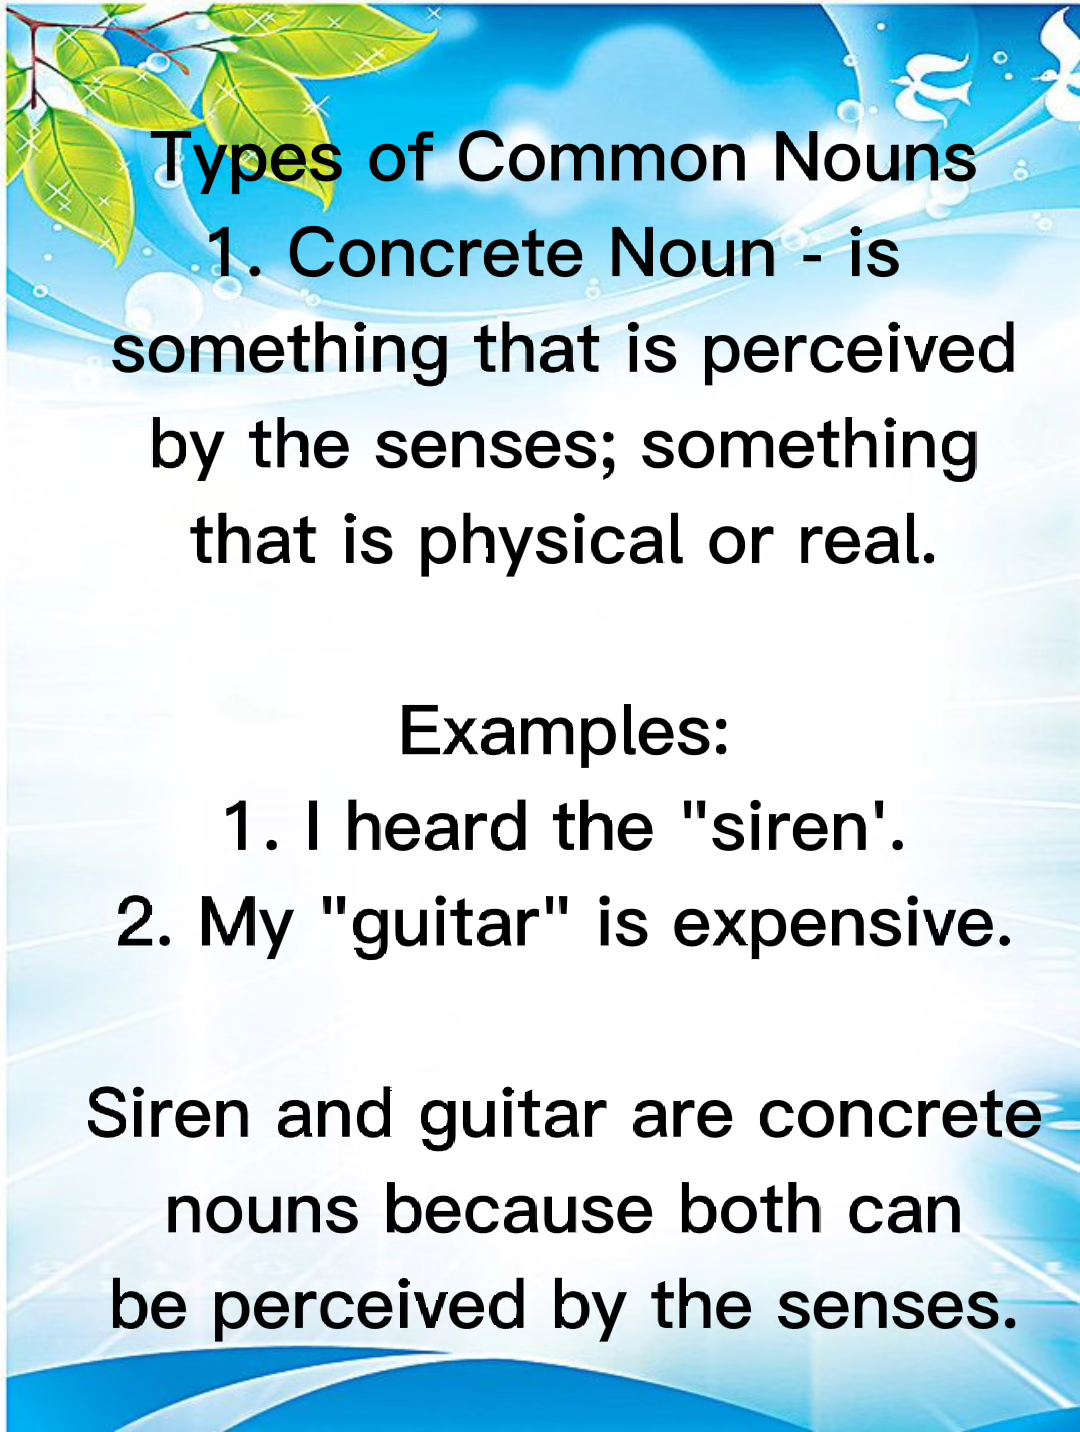 Types of Common Nouns
1. Concrete Noun - is
something that is perceived
by the senses; something
that is physical or real.
Examples:
1. I heard the "siren'.
2. My "guitar" is expensive.
Siren and guitar are concrete
nouns because both can
be perceived by the senses.